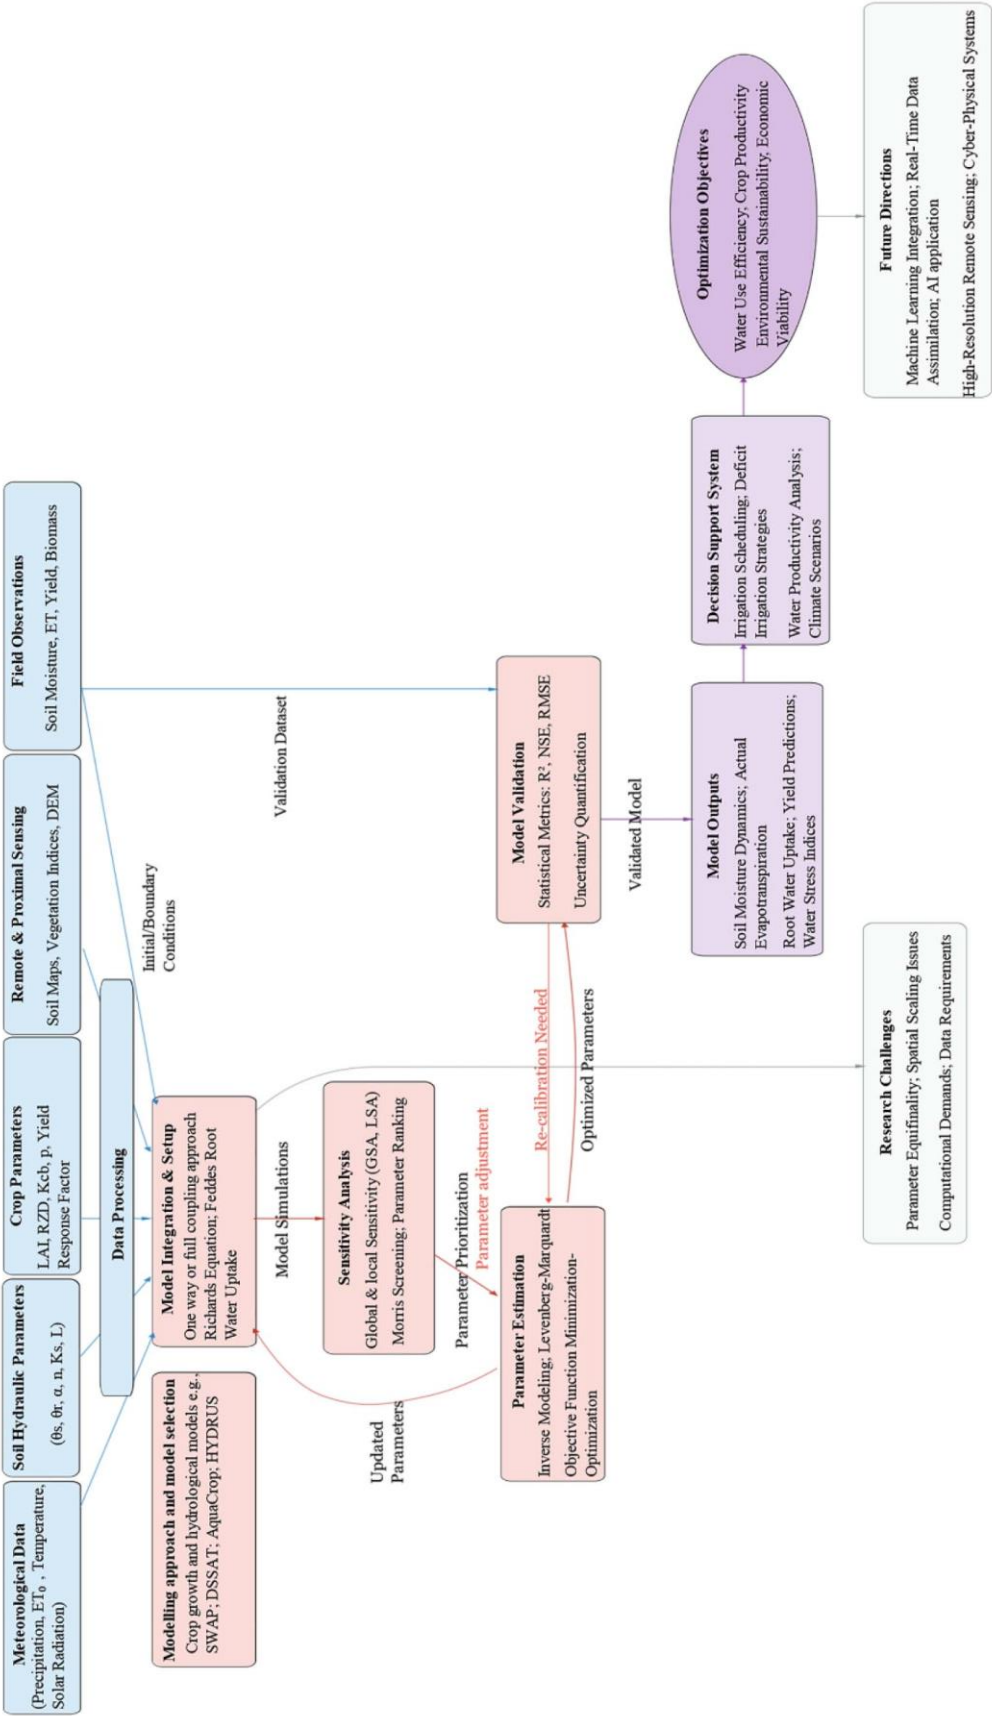 Meteorological Data
(Precipitation, ET₀ , Temperature,
Solar Radiation)
Soil Hydraulic Parameters
(θs, θr, α, n, Ks, L)
Crop Parameters
LAI, RZD, Kcb, p, Yield
Response Factor
Remote & Proximal Sensing
Soil Maps, Vegetation Indices, DEM
Field Observations
Soil Moisture, ET, Yield, Biomass
Data Processing
Initial/Boundary
Conditions
Modelling approach and model selection
Crop growth and hydrological models e.g.,
SWAP; DSSAT; AquaCrop; HYDRUS
Model Integration & Setup
One way or full coupling approach
Richards Equation; Feddes Root
Water Uptake
Model Simulations
Validation Dataset
Sensitivity Analysis
Global & local Sensitivity (GSA, LSA)
Morris Screening; Parameter Ranking
Updated
Parameters
Parameter Prioritization
Parameter adjustment
Parameter Estimation
Inverse Modeling; Levenberg-Marquardt
Objective Function Minimization-
Optimization
Re-calibration Needed
Optimized Parameters
Model Validation
Statistical Metrics: R², NSE, RMSE
Uncertainty Quantification
Validated Model
Model Outputs
Soil Moisture Dynamics; Actual
Evapotranspiration
Root Water Uptake; Yield Predictions;
Water Stress Indices
Decision Support System
Irrigation Scheduling; Deficit
Irrigation Strategies
Water Productivity Analysis;
Climate Scenarios
Optimization Objectives
Water Use Efficiency; Crop Productivity
Environmental Sustainability, Economic
Viability
Research Challenges
Parameter Equifinality; Spatial Scaling Issues
Computational Demands; Data Requirements
Future Directions
Machine Learning Integration; Real-Time Data
Assimilation; AI application
High-Resolution Remote Sensing; Cyber-Physical Systems